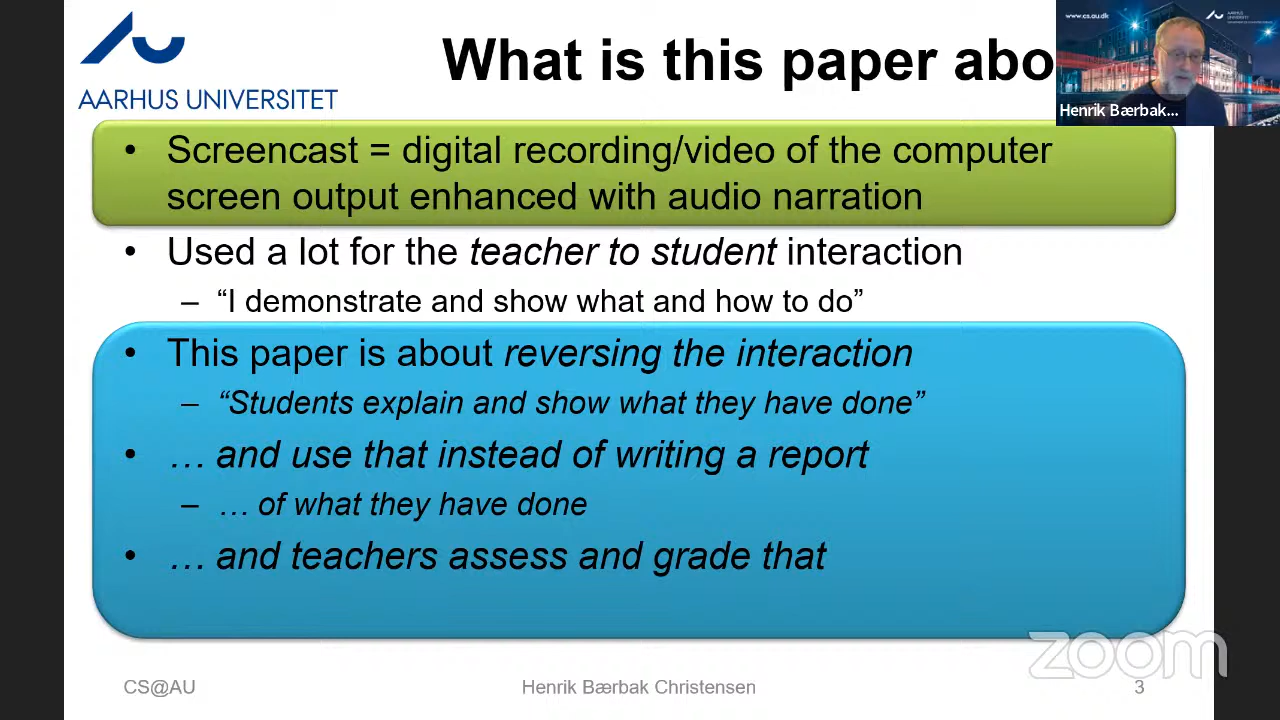 What is this paper abo
www.cs.au.dk
AARHUS
UNIVERSITET
Henrik Bærbak...
AARHUS UNIVERSITET
• Screencast = digital recording/video of the computer
screen output enhanced with audio narration
• Used a lot for the teacher to student interaction
– “I demonstrate and show what and how to do”
• This paper is about reversing the interaction
– “Students explain and show what they have done”
• … and use that instead of writing a report
– … of what they have done
• … and teachers assess and grade that
zoom
CS@AU
Henrik Bærbak Christensen
3